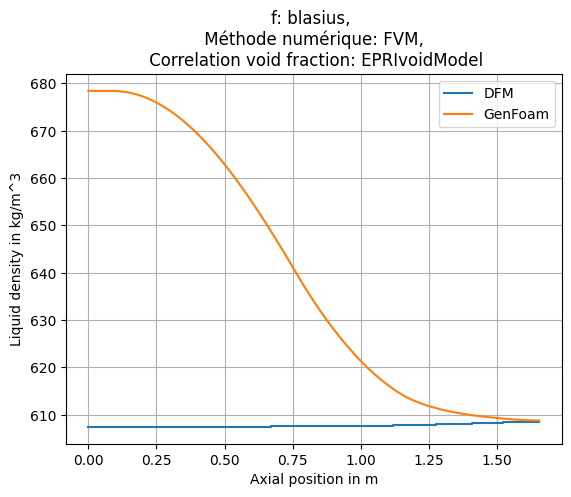 f: blasius,
Méthode numérique: FVM,
Correlation void fraction: EPRIvoidModel
DFM
GenFoam
Liquid density in kg/m^3
680
670
660
650
640
630
620
610
0.00 0.25 0.50 0.75 1.00 1.25 1.50
Axial position in m